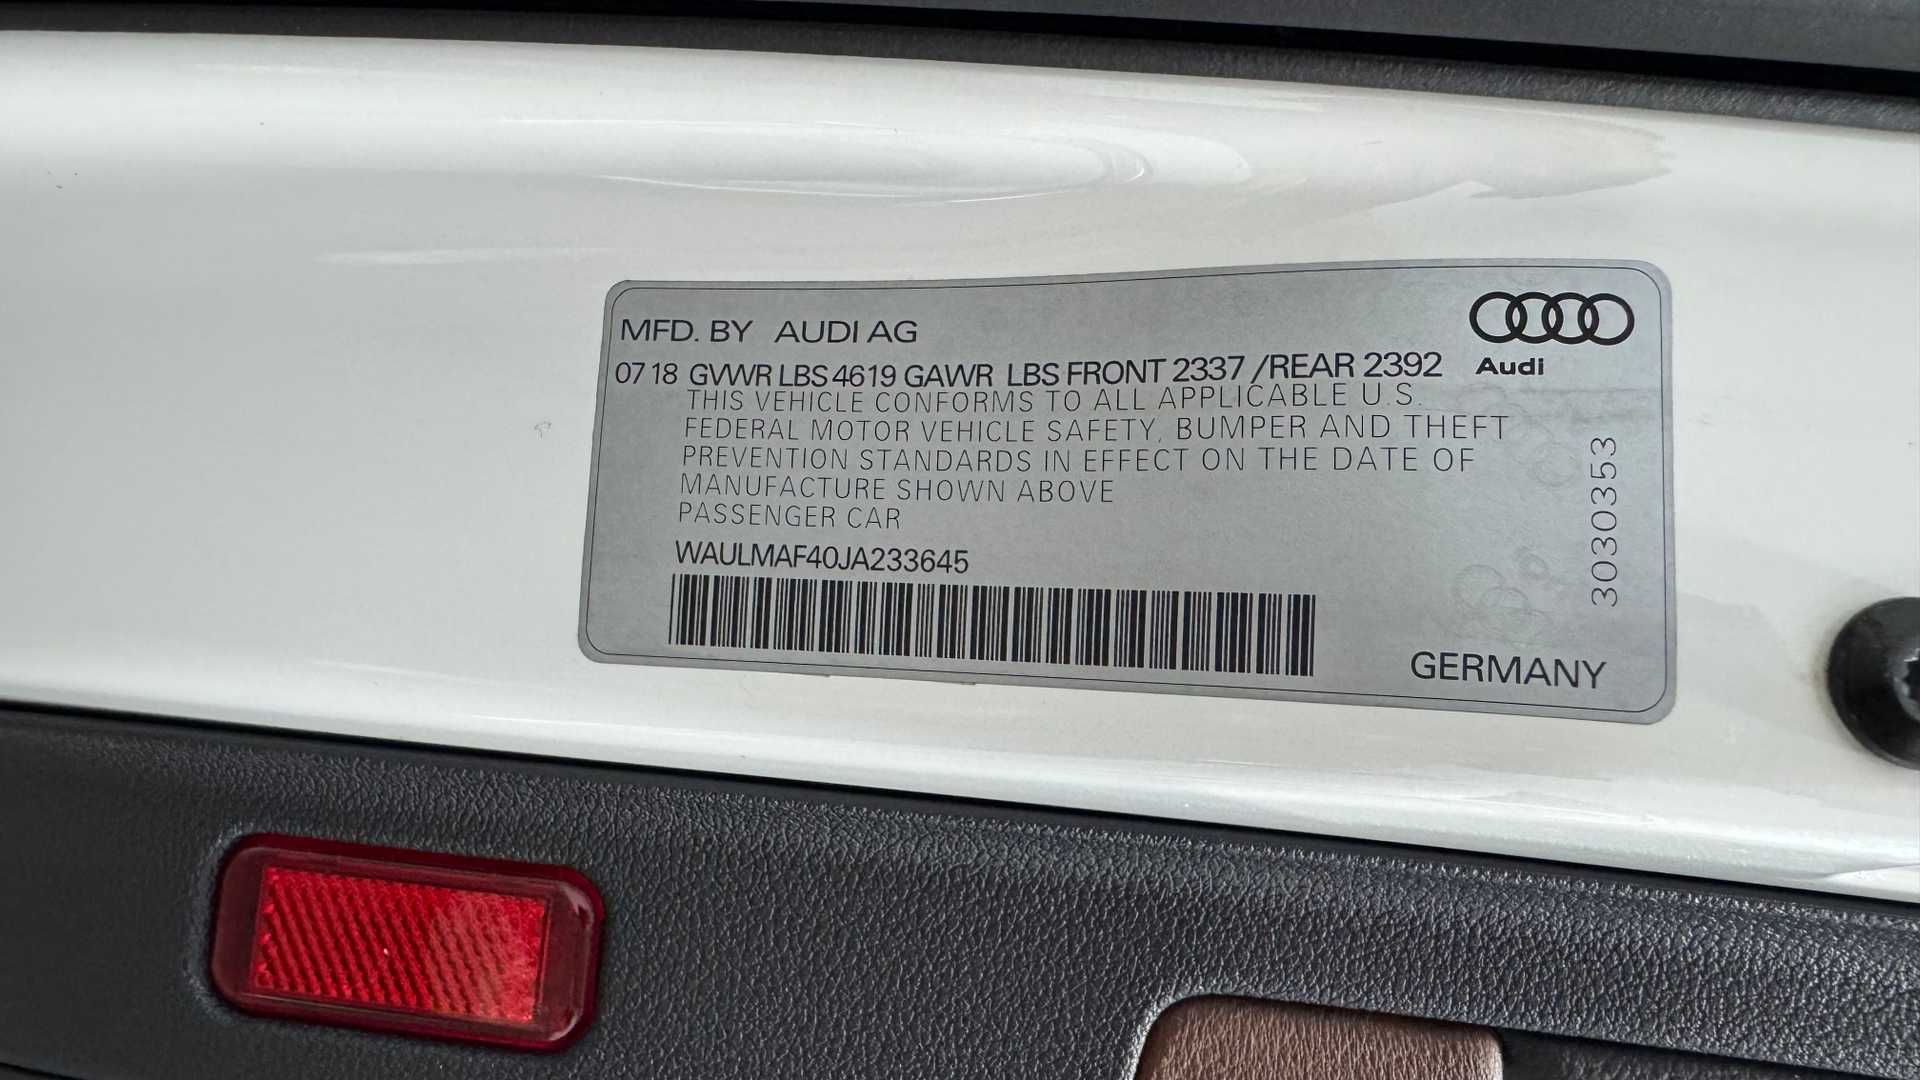 MFD. BY AUDI AG
Audi
07 18 GVWR LBS 4619 GAWR LBS FRONT 2337 /REAR 2392
THIS VEHICLE CONFORMS TO ALL APPLICABLE U.S.
FEDERAL MOTOR VEHICLE SAFETY, BUMPER AND THEFT
PREVENTION STANDARDS IN EFFECT ON THE DATE OF
MANUFACTURE SHOWN ABOVE
PASSENGER CAR
WAULMAF40JA233645
3030353
GERMANY